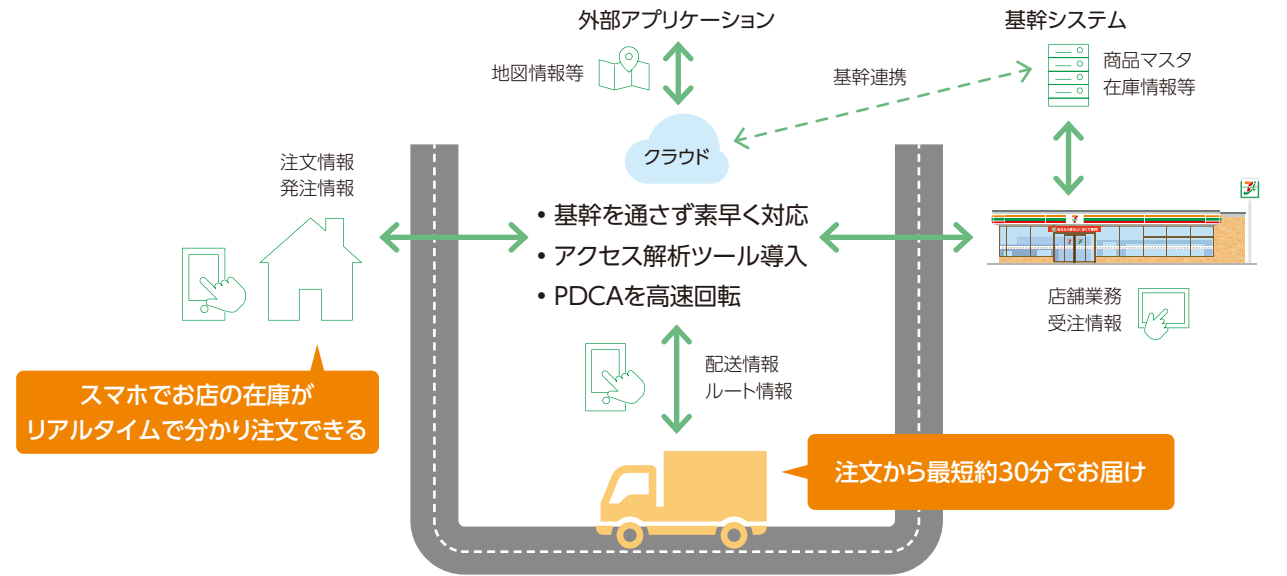 外部アプリケーション
基幹システム
地図情報等
基幹連携
商品マスタ
在庫情報等
クラウド
注文情報
発注情報
• 基幹を通さず素早く対応
• アクセス解析ツール導入
• PDCAを高速回転
店舗業務
受注情報
配送情報
ルート情報
スマホでお店の在庫が
リアルタイムで分かり注文できる
注文から最短約30分でお届け